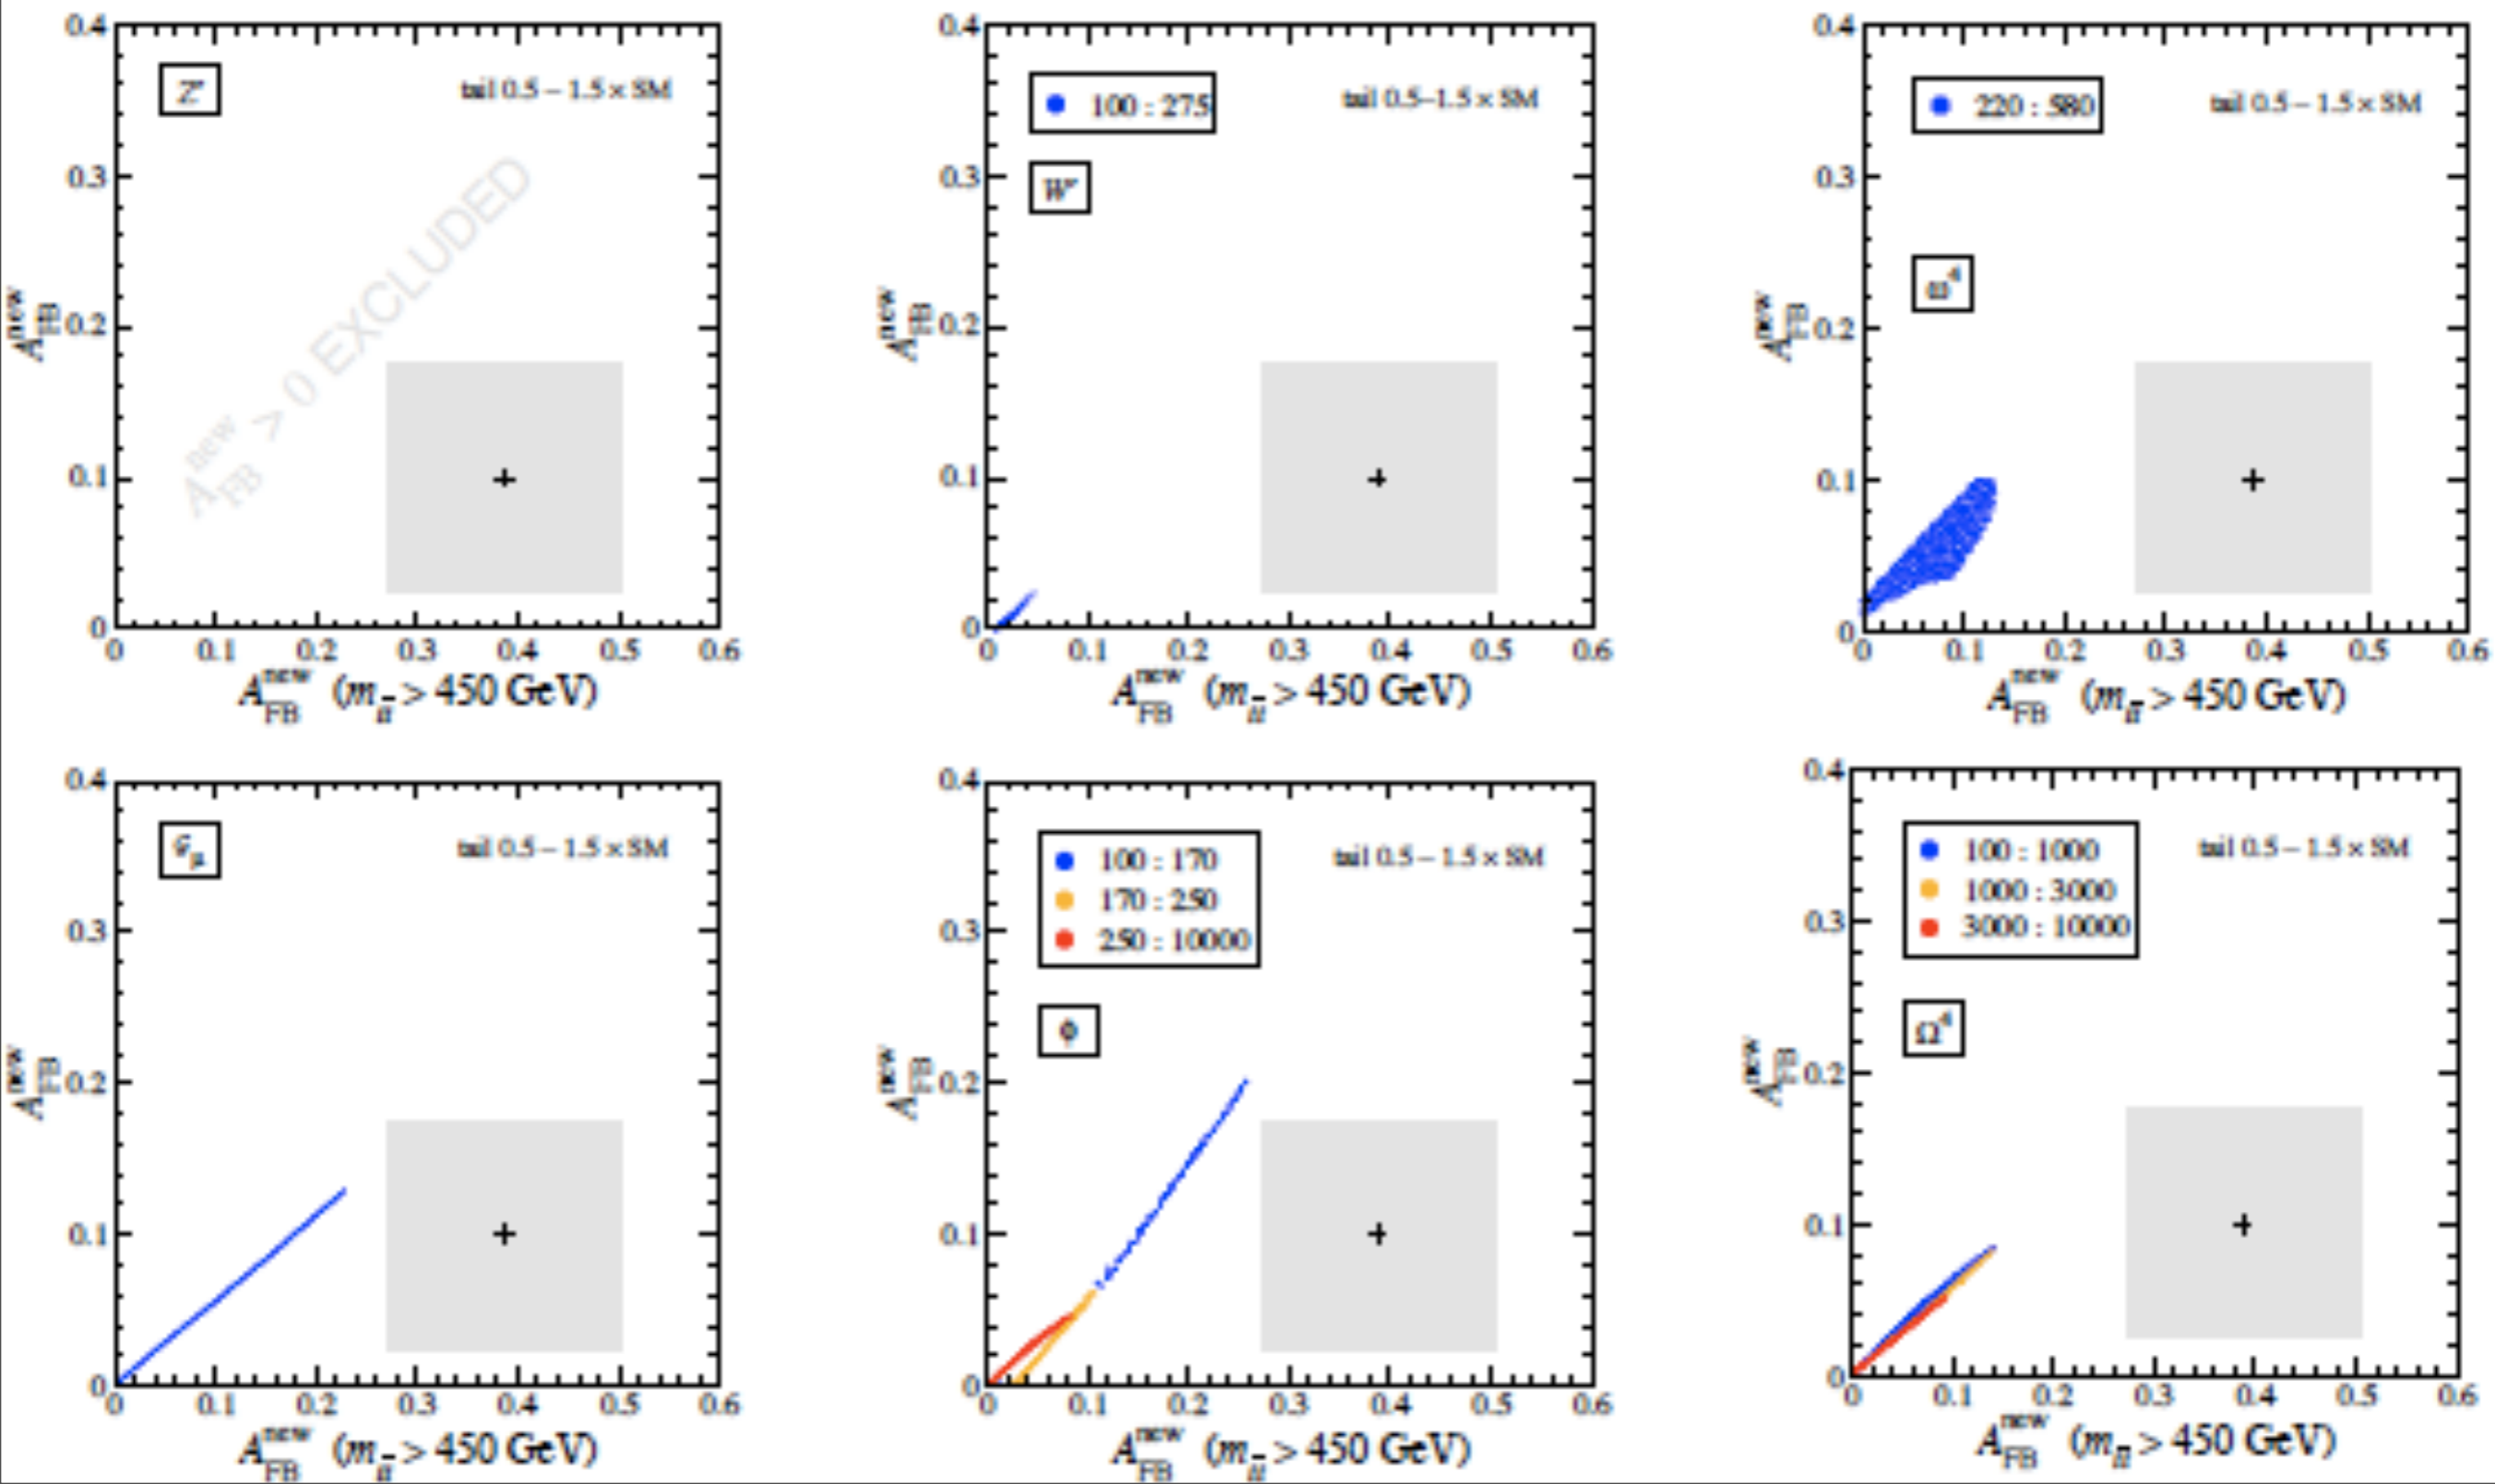 0.4
0.3
0.2
0.1
0
0 0.1 0.2 0.3 0.4 0.5 0.6
Z′
tail 0.5 – 1.5 × SM
A_FB^new > 0 EXCLUDED
A_FB^new
A_FB^new (m_tt̄ > 450 GeV)
0.4
0.3
0.2
0.1
0
0 0.1 0.2 0.3 0.4 0.5 0.6
100 : 275
tail 0.5–1.5 × SM
W′
A_FB^new
A_FB^new (m_tt̄ > 450 GeV)
0.4
0.3
0.2
0.1
0
0 0.1 0.2 0.3 0.4 0.5 0.6
220 : 580
tail 0.5 – 1.5 × SM
ω⁴
A_FB^new
A_FB^new (m_tt̄ > 450 GeV)
0.4
0.3
0.2
0.1
0
0 0.1 0.2 0.3 0.4 0.5 0.6
tail 0.5 – 1.5 × SM
A_FB^new
A_FB^new (m_tt̄ > 450 GeV)
0.4
0.3
0.2
0.1
0
0 0.1 0.2 0.3 0.4 0.5 0.6
100 : 170
170 : 250
250 : 10000
tail 0.5 – 1.5 × SM
A_FB^new
A_FB^new (m_tt̄ > 450 GeV)
0.4
0.3
0.2
0.1
0
0 0.1 0.2 0.3 0.4 0.5 0.6
100 : 1000
1000 : 3000
3000 : 10000
tail 0.5 – 1.5 × SM
Ω⁴
A_FB^new
A_FB^new (m_tt̄ > 450 GeV)